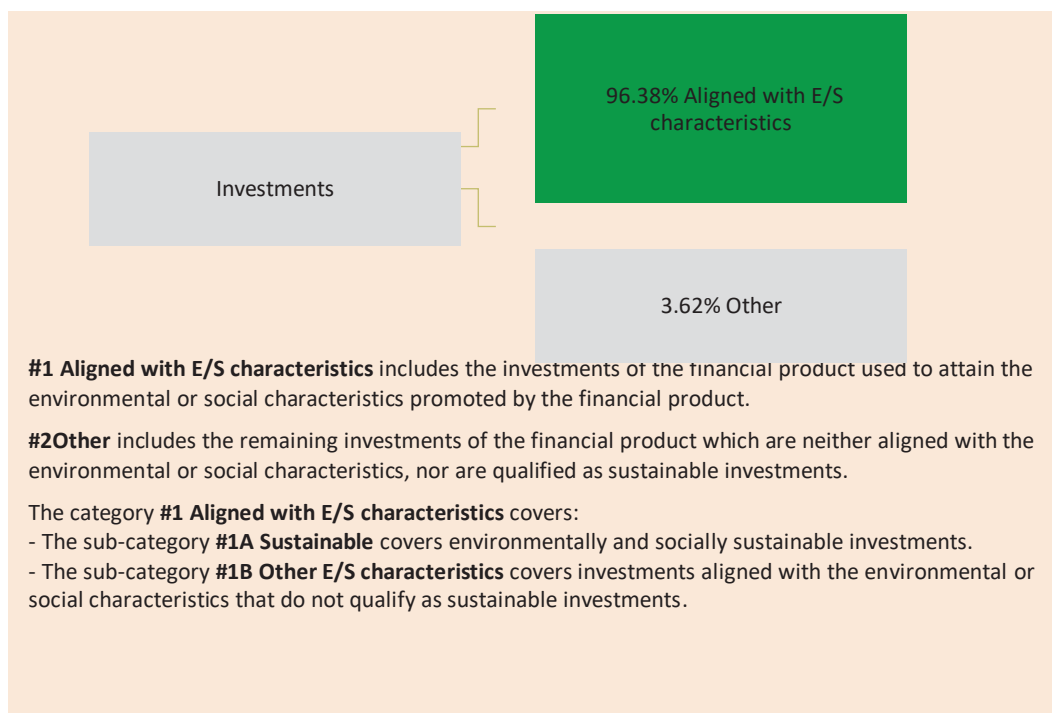 96.38% Aligned with E/S
characteristics
Investments
3.62% Other
#1 Aligned with E/S characteristics includes the investments of the financial product used to attain the
environmental or social characteristics promoted by the financial product.
#2Other includes the remaining investments of the financial product which are neither aligned with the
environmental or social characteristics, nor are qualified as sustainable investments.
The category #1 Aligned with E/S characteristics covers:
- The sub-category #1A Sustainable covers environmentally and socially sustainable investments.
- The sub-category #1B Other E/S characteristics covers investments aligned with the environmental or
social characteristics that do not qualify as sustainable investments.